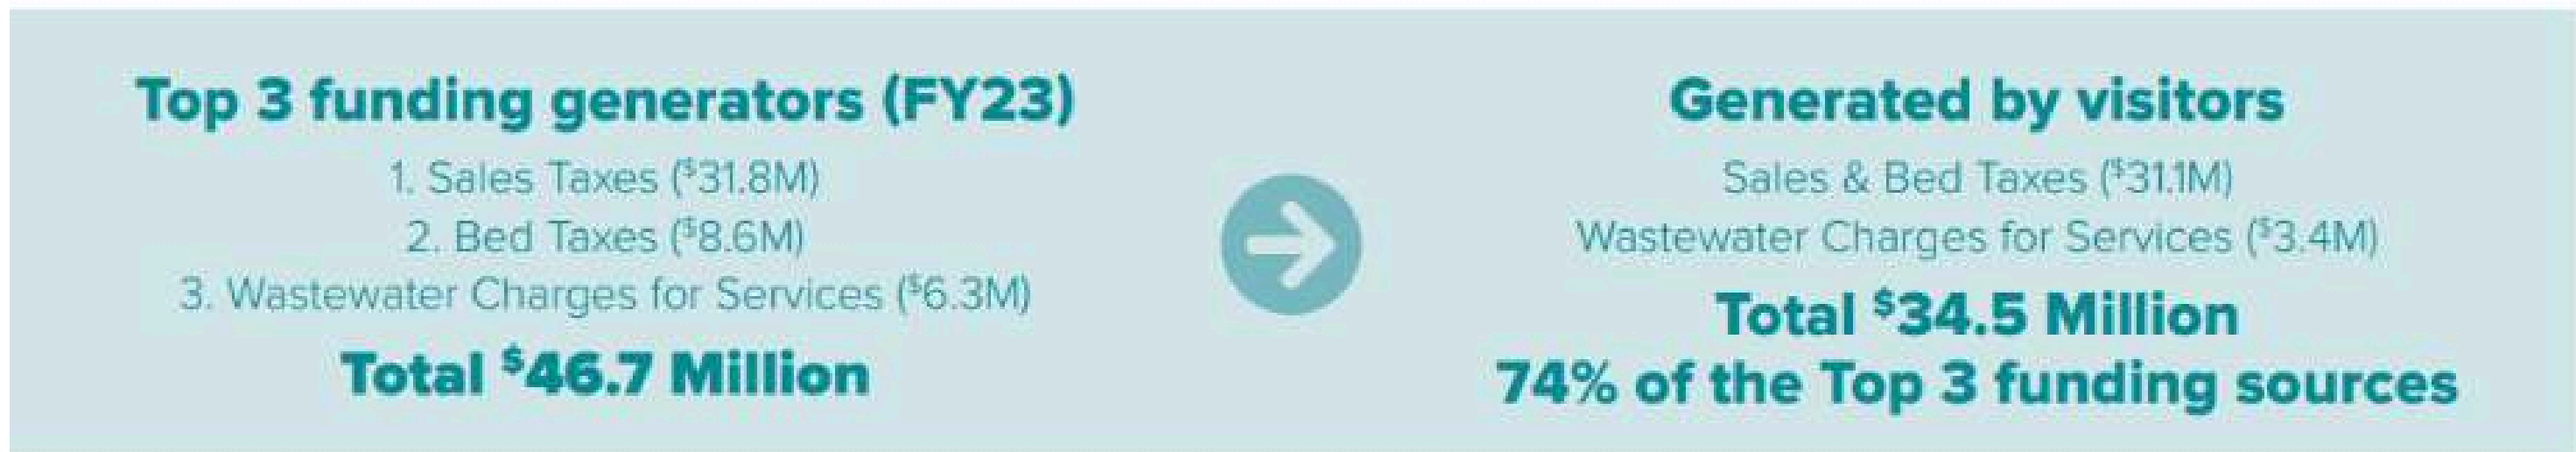 Top 3 funding generators (FY23)
1. Sales Taxes ($31.8M)
2. Bed Taxes ($8.6M)
3. Wastewater Charges for Services ($6.3M)
Total $46.7 Million
Generated by visitors
Sales & Bed Taxes ($31.1M)
Wastewater Charges for Services ($3.4M)
Total $34.5 Million
74% of the Top 3 funding sources